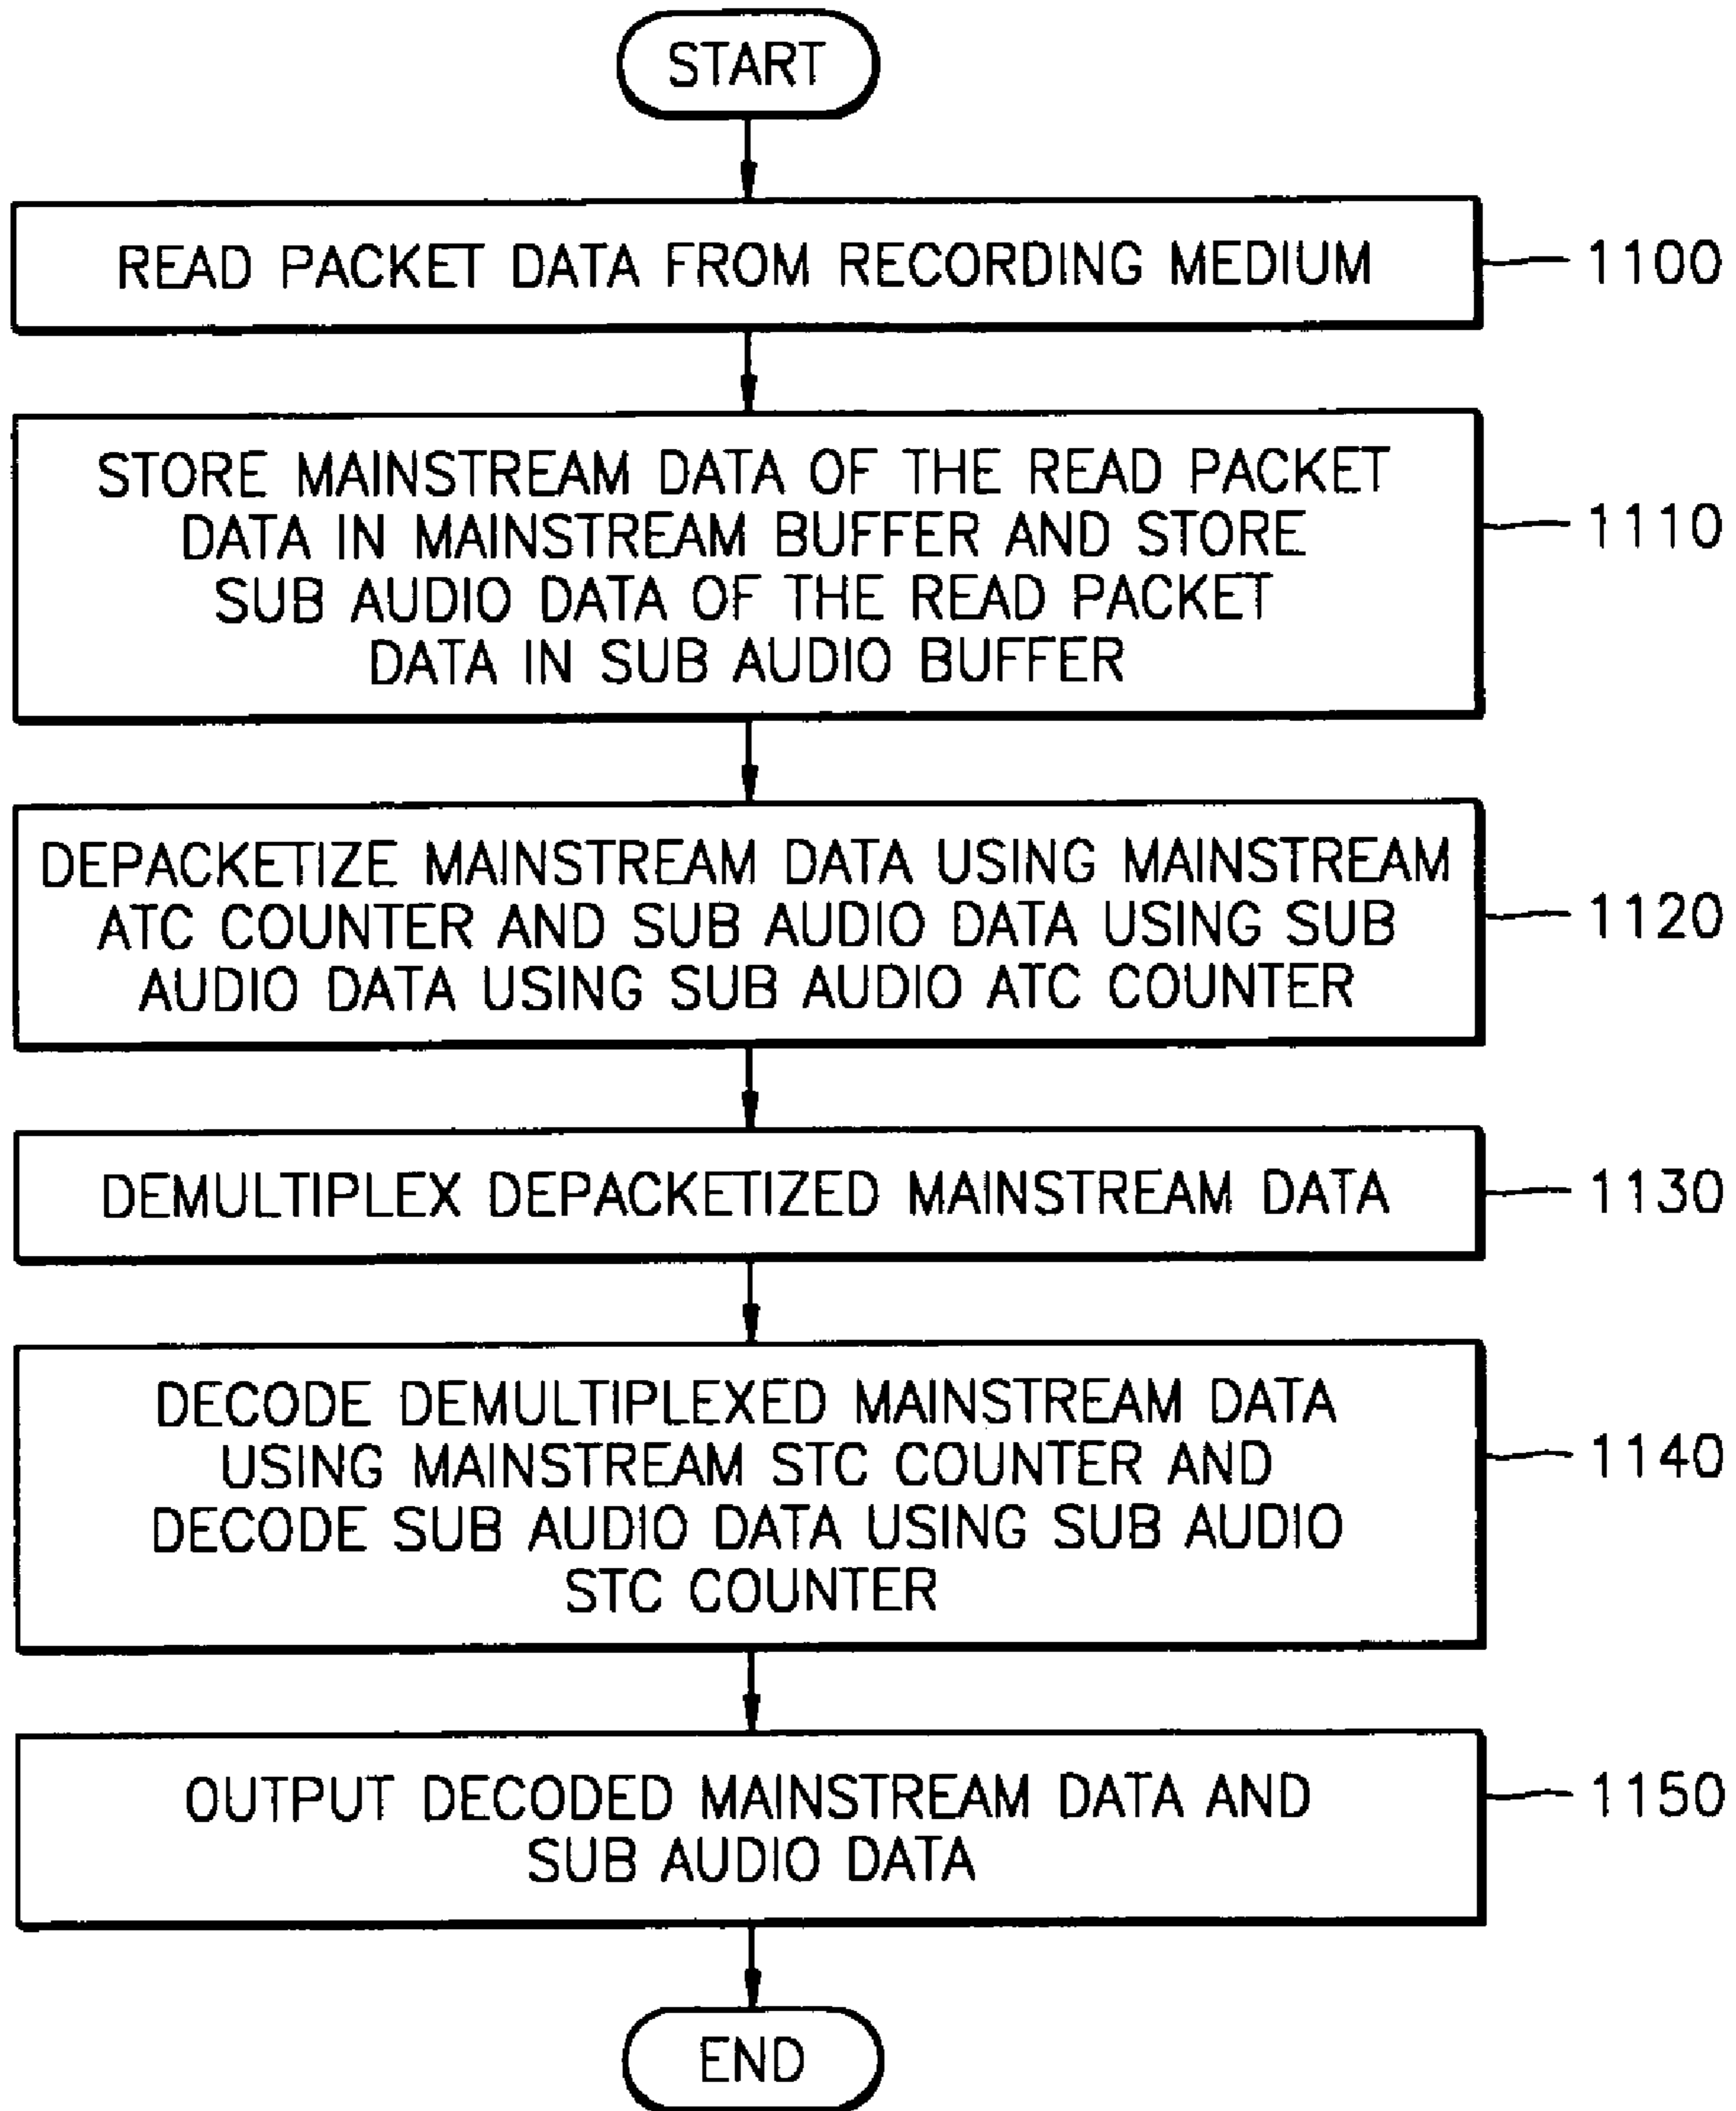 START
READ PACKET DATA FROM RECORDING MEDIUM
1100
STORE MAINSTREAM DATA OF THE READ PACKET
DATA IN MAINSTREAM BUFFER AND STORE
SUB AUDIO DATA OF THE READ PACKET
DATA IN SUB AUDIO BUFFER
1110
DEPACKETIZE MAINSTREAM DATA USING MAINSTREAM
ATC COUNTER AND SUB AUDIO DATA USING SUB
AUDIO DATA USING SUB AUDIO ATC COUNTER
1120
DEMULTIPLEX DEPACKETIZED MAINSTREAM DATA
1130
DECODE DEMULTIPLEXED MAINSTREAM DATA
USING MAINSTREAM STC COUNTER AND
DECODE SUB AUDIO DATA USING SUB AUDIO
STC COUNTER
1140
OUTPUT DECODED MAINSTREAM DATA AND
SUB AUDIO DATA
1150
END